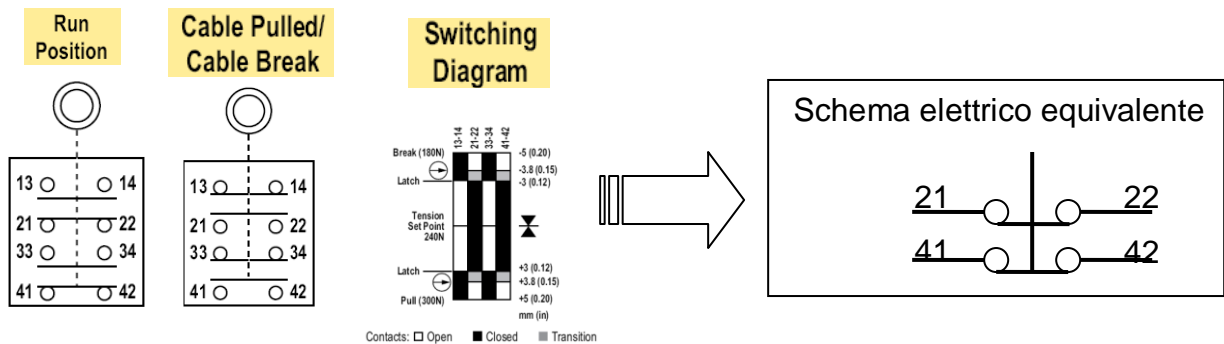 Run
Position
13 14
21 22
33 34
41 42
Cable Pulled/
Cable Break
13 14
21 22
33 34
41 42
Switching
Diagram
13-14
21-22
33-34
41-42
Break (180N)
-5 (0.20)
-3.8 (0.15)
Latch
-3 (0.12)
Tension
Set Point
240N
Latch
+3 (0.12)
+3.8 (0.15)
Pull (300N)
+5 (0.20)
mm (in)
Contacts: Open Closed Transition
Schema elettrico equivalente
21 22
41 42